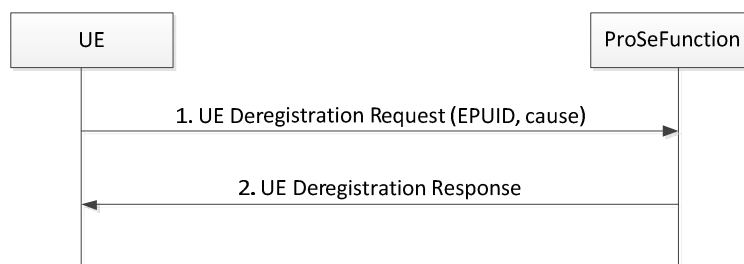 UE
ProSeFunction
1. UE Deregistration Request (EPUID, cause)
2. UE Deregistration Response